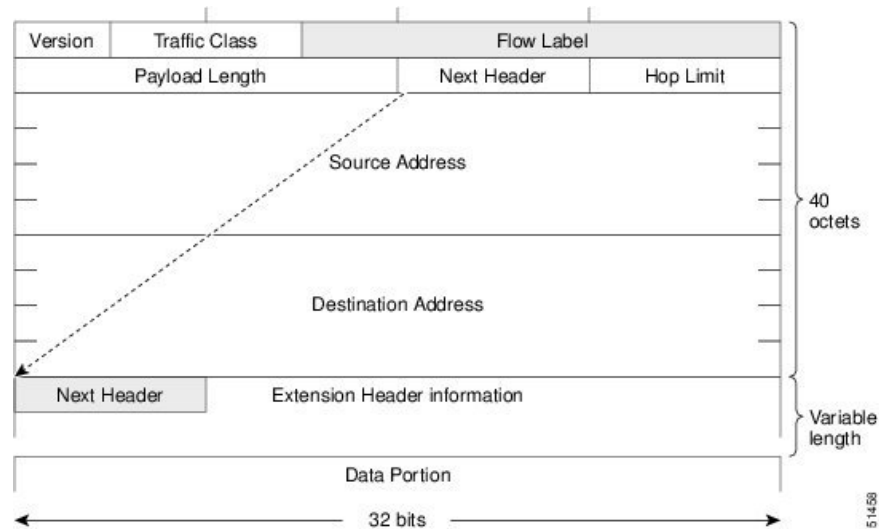 Version Traffic Class Flow Label
Payload Length Next Header Hop Limit
Source Address
40
octets
Destination Address
Next Header Extension Header information
Variable
length
Data Portion
32 bits
51458